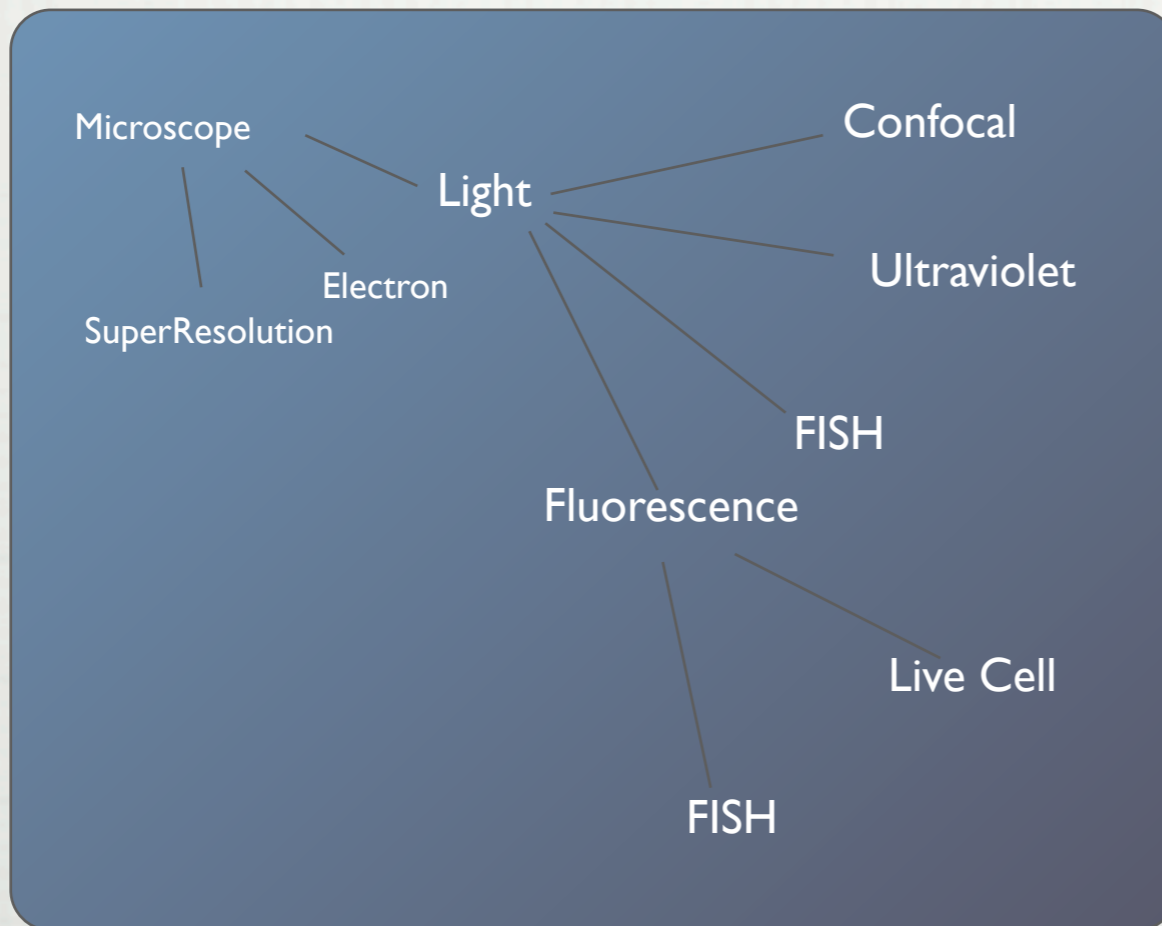 Microscope
Confocal
Light
Ultraviolet
Electron
SuperResolution
FISH
Fluorescence
Live Cell
FISH